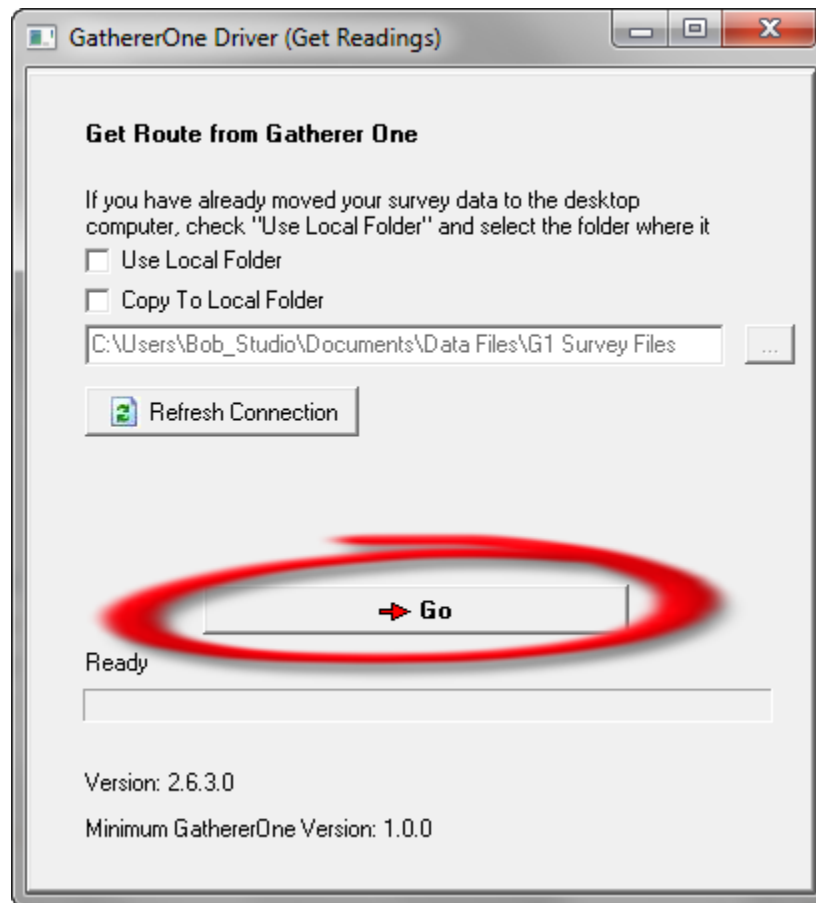 GathererOne Driver (Get Readings)
Get Route from Gatherer One
If you have already moved your survey data to the desktop
computer, check "Use Local Folder" and select the folder where it
Use Local Folder
Copy To Local Folder
C:\Users\Bob_Studio\Documents\Data Files\G1 Survey Files
...
Refresh Connection
Go
Ready
Version: 2.6.3.0
Minimum GathererOne Version: 1.0.0